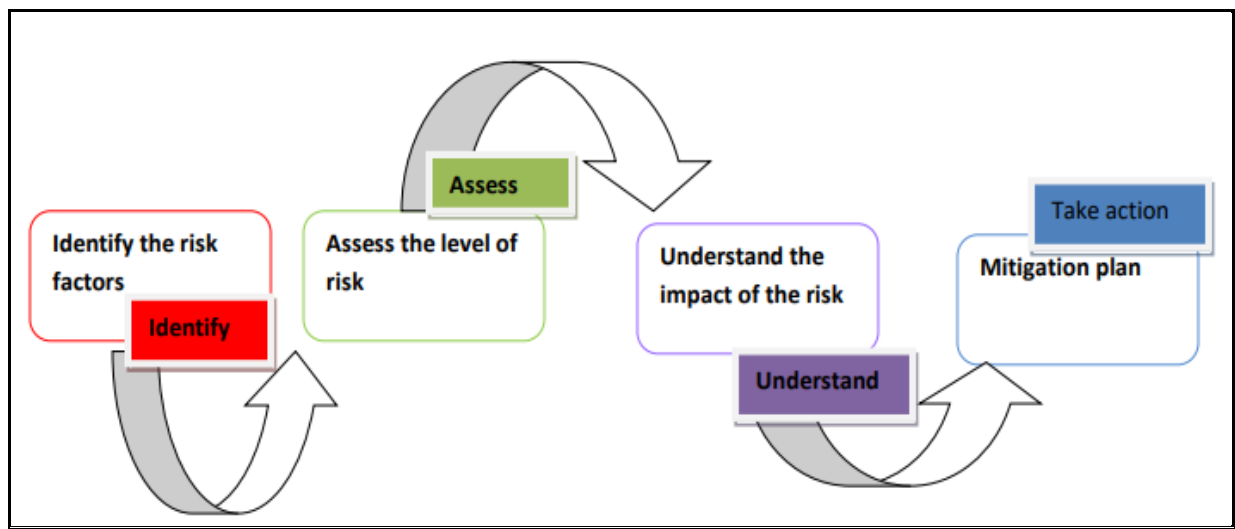 Identify the risk
factors
Identify
Assess
Assess the level of
risk
Understand the
impact of the risk
Understand
Take action
Mitigation plan